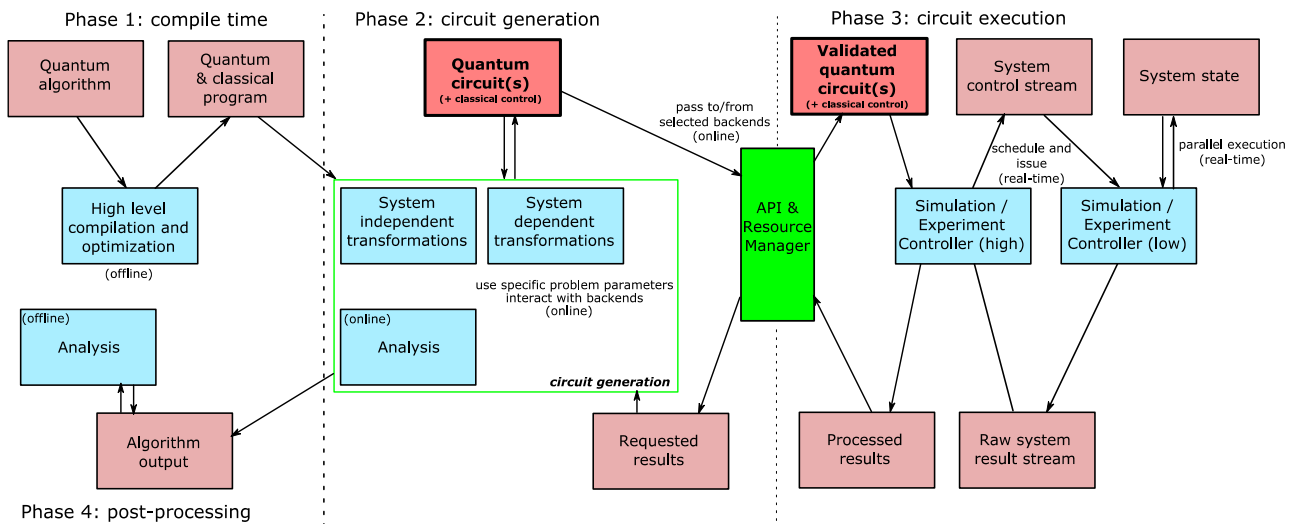 Phase 1: compile time
Phase 2: circuit generation
Phase 3: circuit execution
Quantum
algorithm
Quantum
& classical
program
High level
compilation and
optimization
(offline)
(offline)
Analysis
Algorithm
output
Phase 4: post-processing
Quantum
circuit(s)
(+ classical control)
pass to/from
selected backends
(online)
System
independent
transformations
System
dependent
transformations
use specific problem parameters
interact with backends
(online)
(online)
Analysis
circuit generation
Requested
results
API &
Resource
Manager
Validated
quantum
circuit(s)
(+ classical control)
System
control stream
System state
schedule and
issue
(real-time)
parallel execution
(real-time)
Simulation /
Experiment
Controller (high)
Simulation /
Experiment
Controller (low)
Processed
results
Raw system
result stream